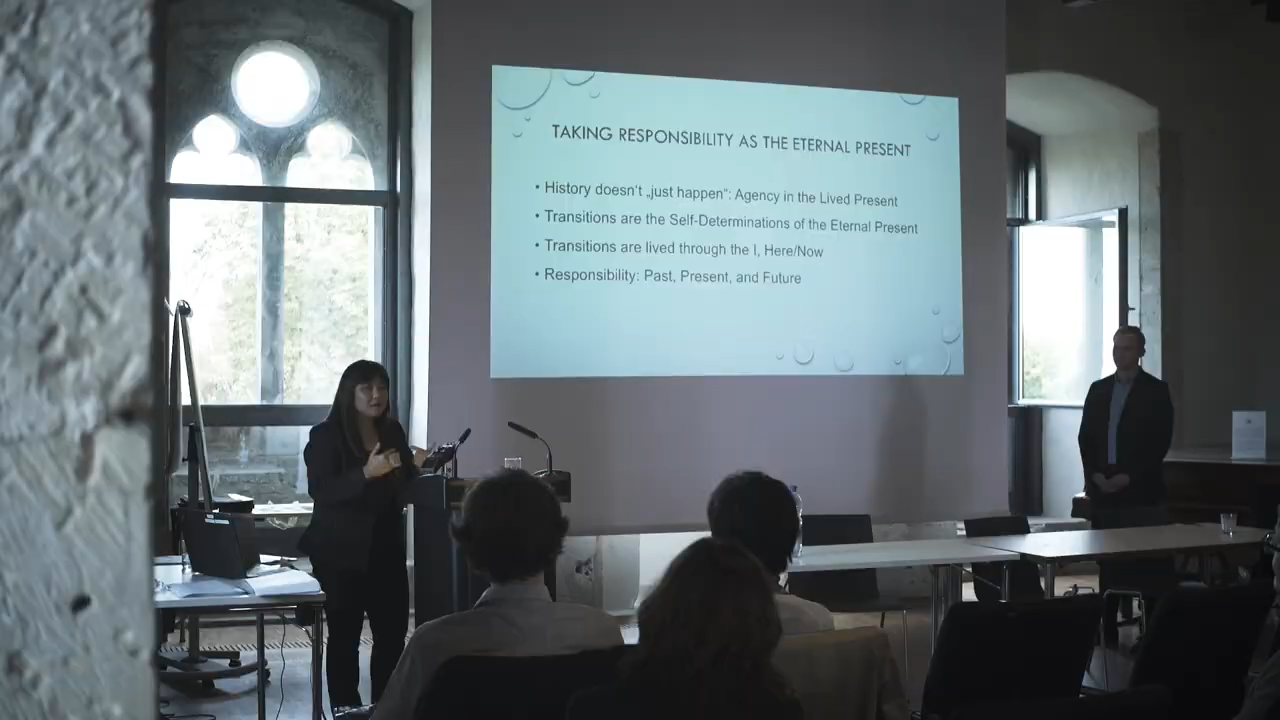 TAKING RESPONSIBILITY AS THE ETERNAL PRESENT
• History doesn't „just happen“: Agency in the Lived Present
• Transitions are the Self-Determinations of the Eternal Present
• Transitions are lived through the I, Here/Now
• Responsibility: Past, Present, and Future